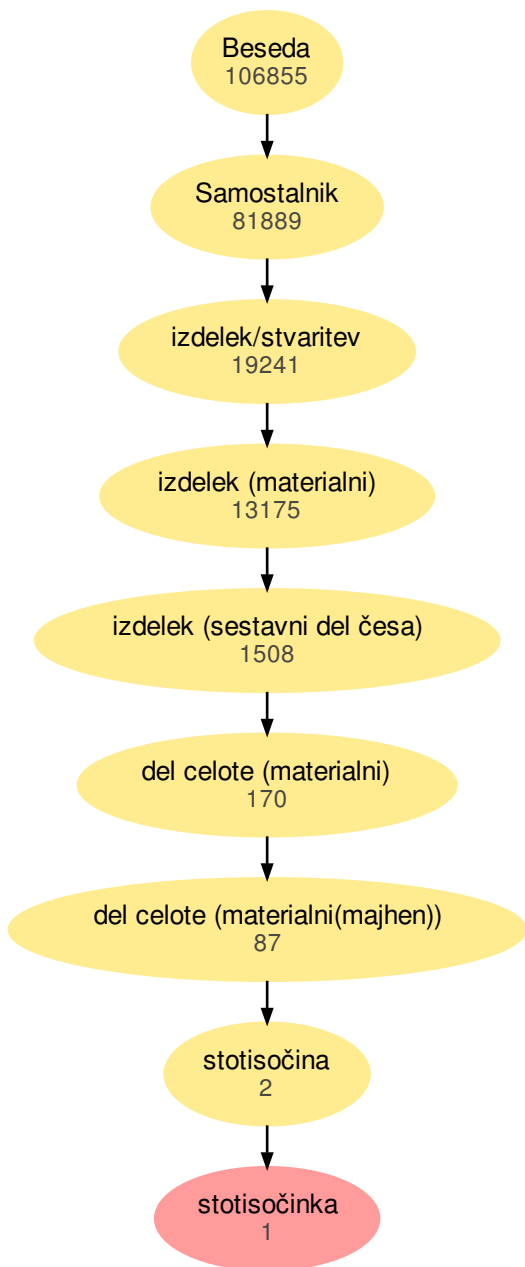 Beseda
106855
Samostalnik
81889
izdelek/stvaritev
19241
izdelek (materialni)
13175
izdelek (sestavni del česa)
1508
del celote (materialni)
170
del celote (materialni(majhen))
87
stotisočina
2
stotisočinka
1